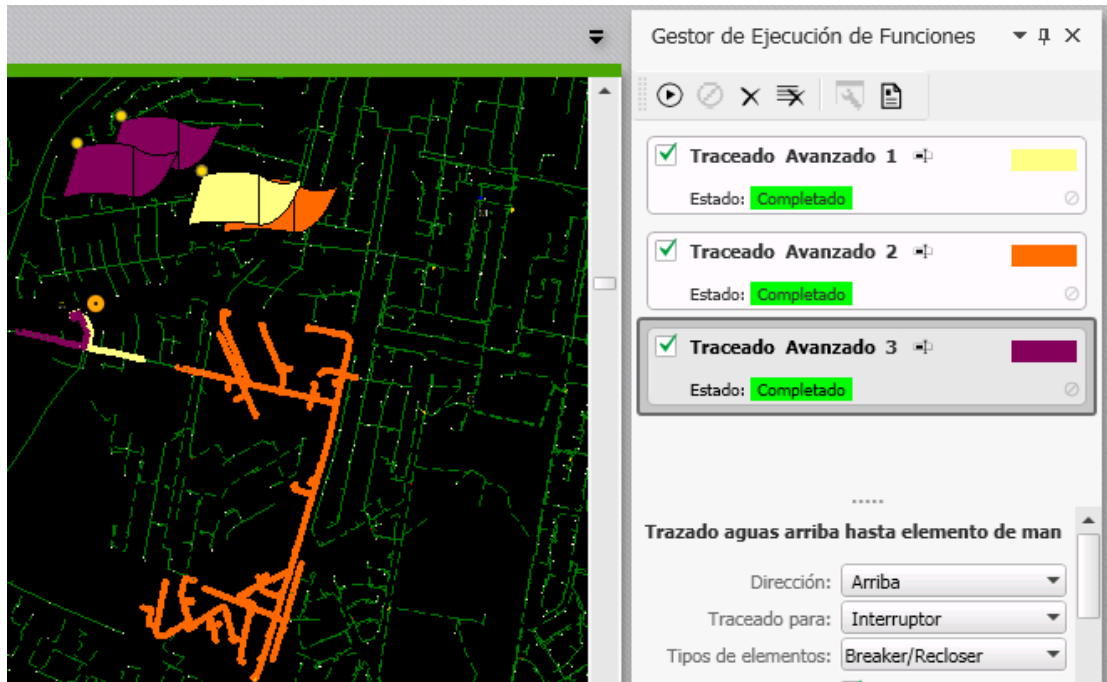 Gestor de Ejecución de Funciones
Traceado Avanzado 1
Estado: Completado
Traceado Avanzado 2
Estado: Completado
Traceado Avanzado 3
Estado: Completado
Trazado aguas arriba hasta elemento de man
Dirección: Arriba
Traceado para: Interruptor
Tipos de elementos: Breaker/Recloser